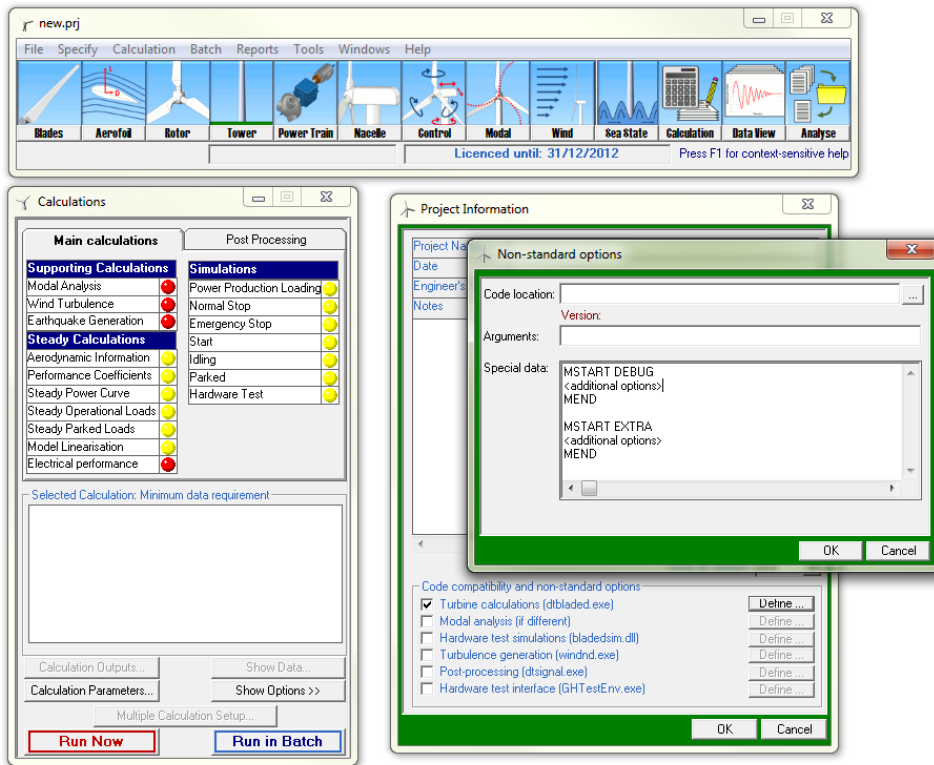 new.prj
File Specify Calculation Batch Reports Tools Windows Help
Blades Aerofoil Rotor Tower Power Train Nacelle Control Modal Wind Sea State Calculation Data View Analyse
Licenced until: 31/12/2012 Press F1 for context-sensitive help
Calculations
Main calculations Post Processing
Supporting Calculations
Modal Analysis
Wind Turbulence
Earthquake Generation
Steady Calculations
Aerodynamic Information
Performance Coefficients
Steady Power Curve
Steady Operational Loads
Steady Parked Loads
Model Linearisation
Electrical performance
Simulations
Power Production Loading
Normal Stop
Emergency Stop
Start
Idling
Parked
Hardware Test
Selected Calculation: Minimum data requirement
Calculation Outputs... Show Data...
Calculation Parameters... Show Options >>
Multiple Calculation Setup...
Run Now Run in Batch
Project Information
Project Na
Date
Engineer's
Notes
Non-standard options
Code location: ...
Version:
Arguments:
Special data:
MSTART DEBUG
<additional options>
MEND
MSTART EXTRA
<additional options>
MEND
OK Cancel
Code compatibility and non-standard options
Turbine calculations (dtbladed.exe) Define ...
Modal analysis (if different) Define ...
Hardware test simulations (bladedsim.dll) Define ...
Turbulence generation (windnd.exe) Define ...
Post-processing (dtsignal.exe) Define ...
Hardware test interface (GHTestEnv.exe) Define ...
OK Cancel